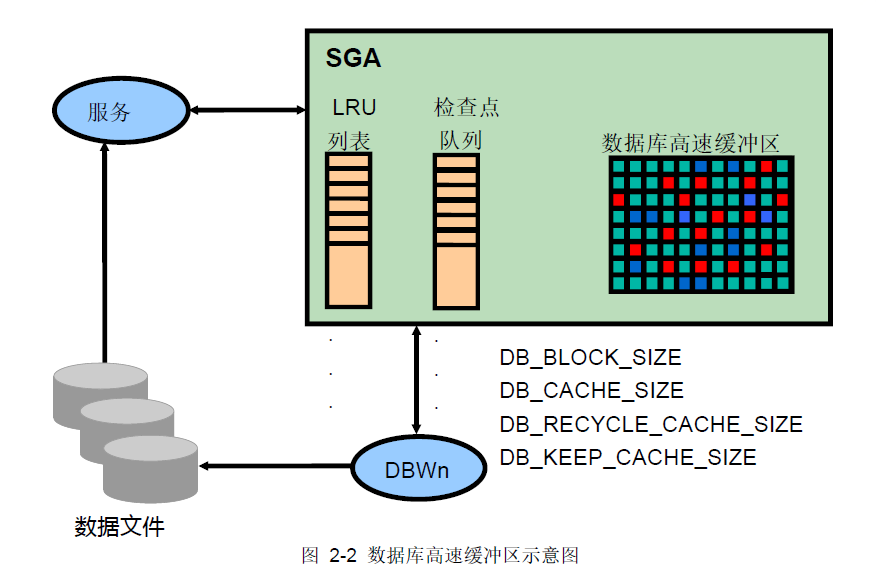 SGA
服务
LRU
列表
检查点
队列
数据库高速缓冲区
DB_BLOCK_SIZE
DB_CACHE_SIZE
DB_RECYCLE_CACHE_SIZE
DB_KEEP_CACHE_SIZE
DBWn
数据文件
图 2-2 数据库高速缓冲区示意图